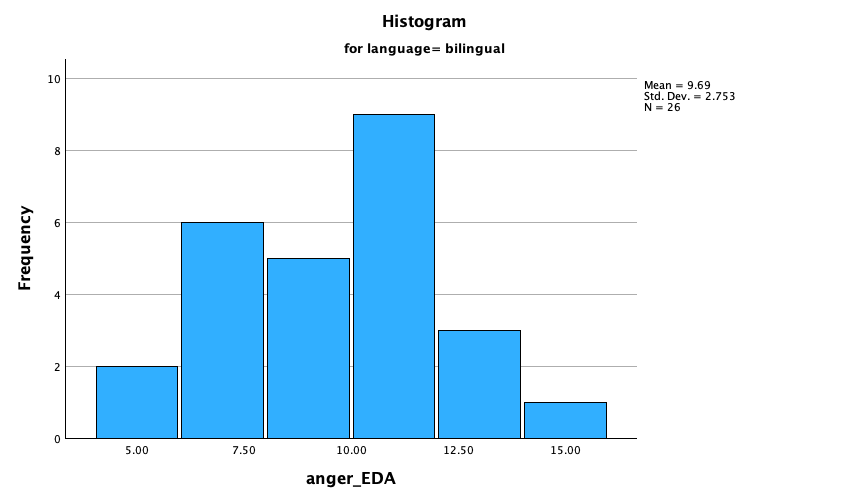 Histogram
for language= bilingual
Mean = 9.69
Std. Dev. = 2.753
N = 26
10
8
6
4
2
0
Frequency
5.00 7.50 10.00 12.50 15.00
anger_EDA